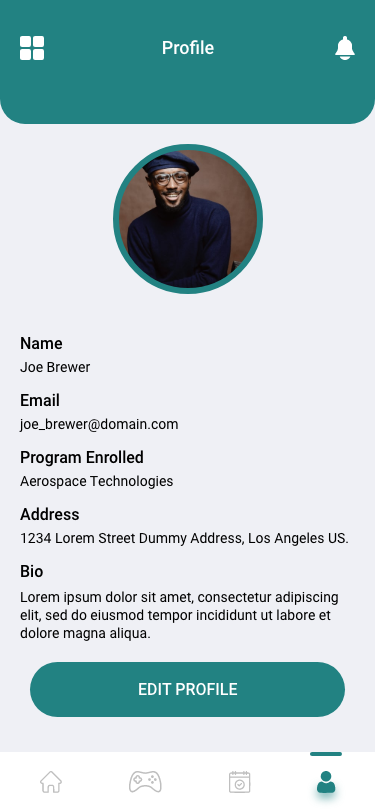 Profile
Name
Joe Brewer
Email
joe_brewer@domain.com
Program Enrolled
Aerospace Technologies
Address
1234 Lorem Street Dummy Address, Los Angeles US.
Bio
Lorem ipsum dolor sit amet, consectetur adipiscing
elit, sed do eiusmod tempor incididunt ut labore et
dolore magna aliqua.
EDIT PROFILE